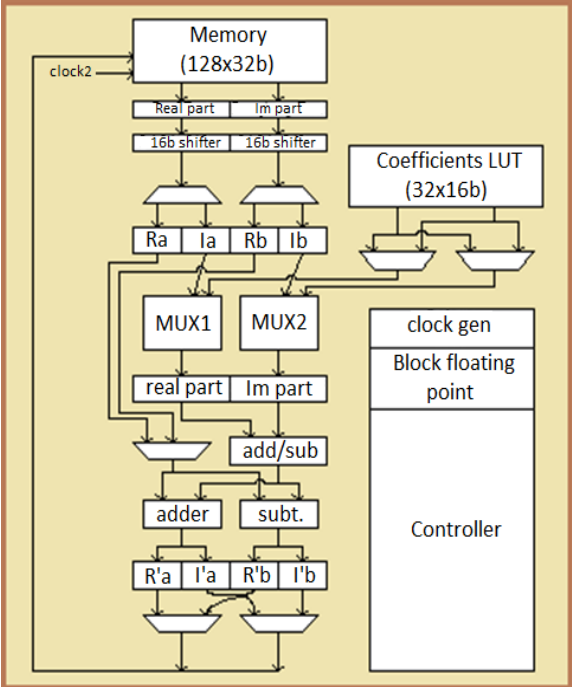 Memory
(128x32b)
clock2
Real part Im part
16b shifter 16b shifter
Coefficients LUT
(32x16b)
Ra Ia Rb Ib
MUX1 MUX2
clock gen
Block floating
point
real part Im part
add/sub
adder subt.
Controller
R'a I'a R'b I'b